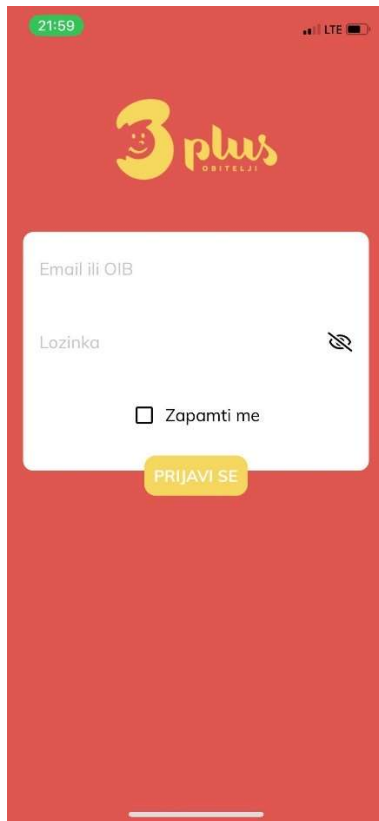 21:59
LTE
3 plus
OBITELJI
Email ili OIB
Lozinka
Zapamti me
PRIJAVI SE